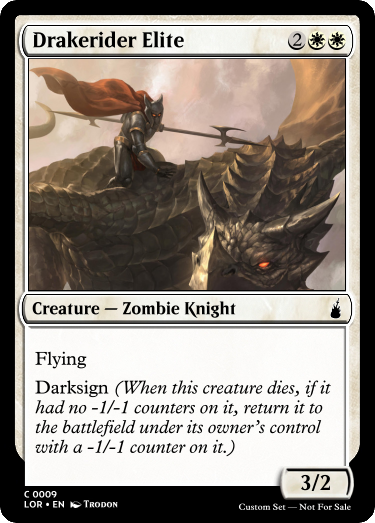 Drakerider Elite 2
Creature — Zombie Knight
Flying
Darksign (When this creature dies, if it
had no -1/-1 counters on it, return it to
the battlefield under its owner's control
with a -1/-1 counter on it.)
3/2
C 0009
LOR • EN Trodon
Custom Set — Not For Sale